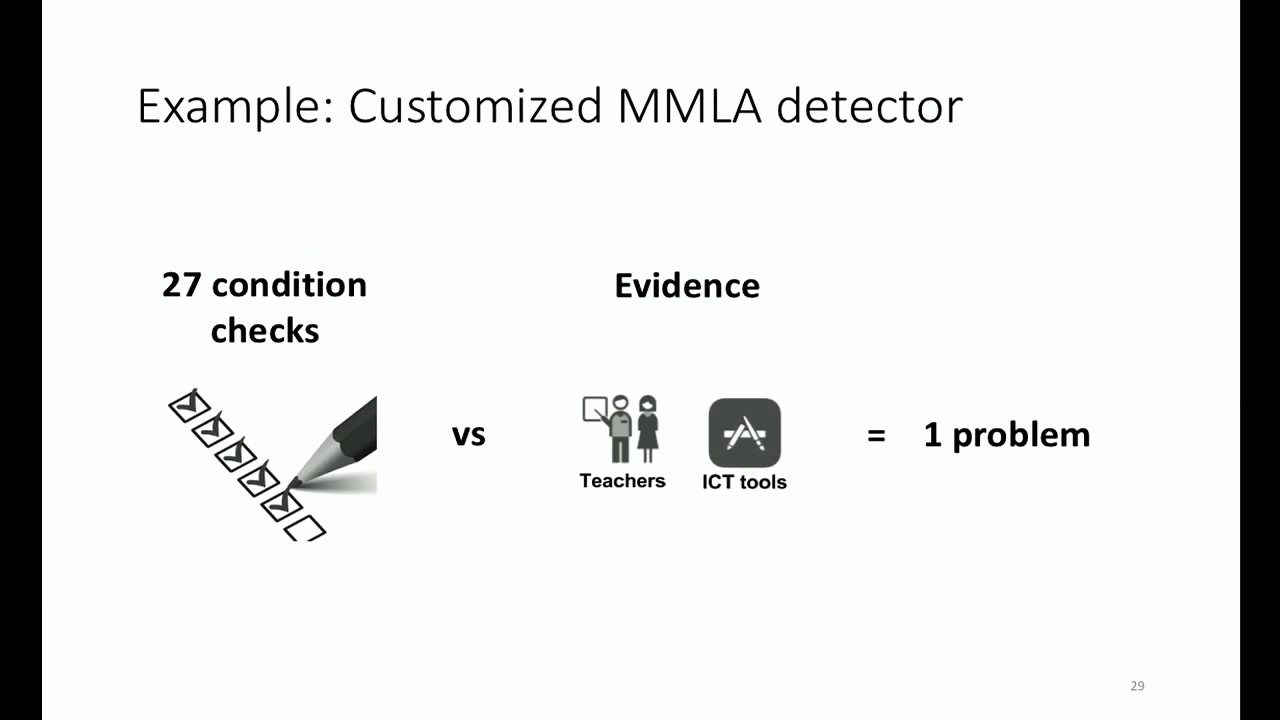 Example: Customized MMLA detector
27 condition
checks
Evidence
vs
Teachers
ICT tools
= 1 problem
29